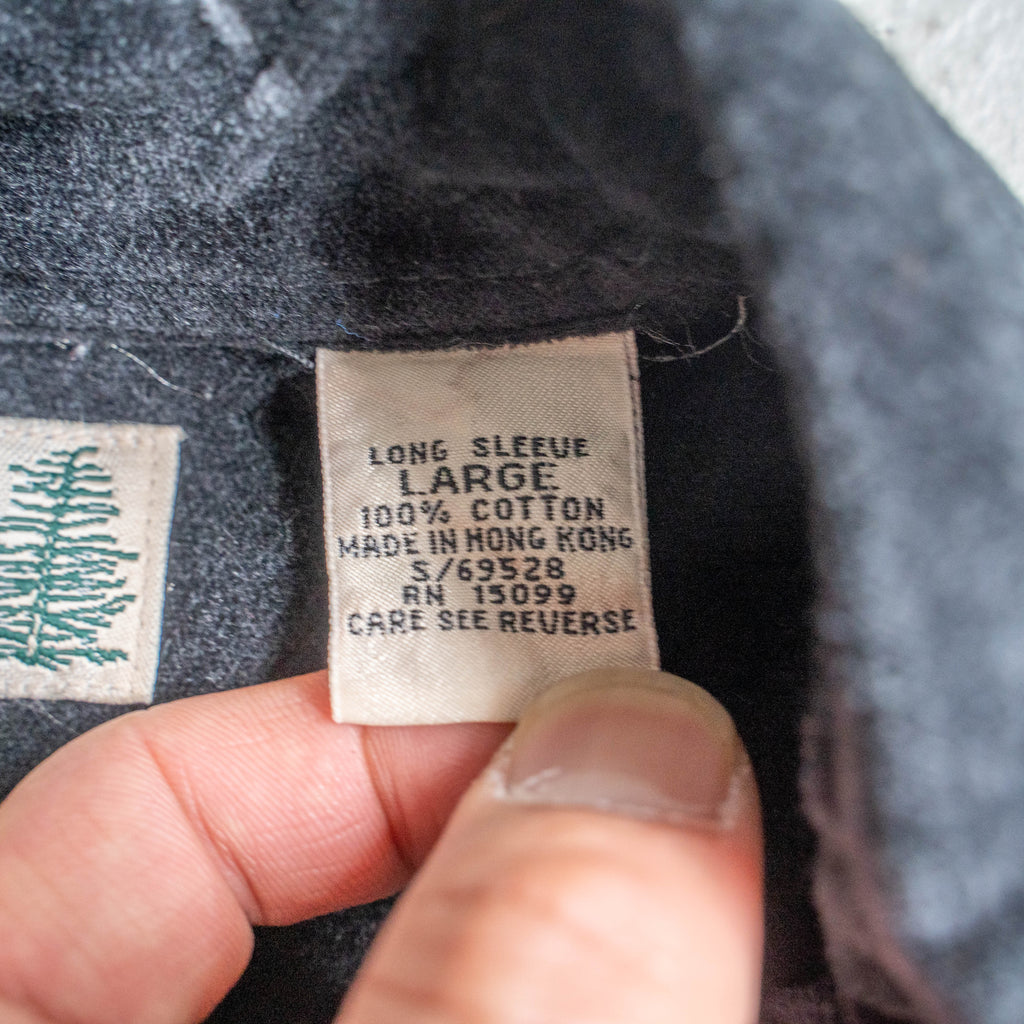 LONG SLEEVE
LARGE
100% COTTON
MADE IN HONG KONG
S/69528
RN 15099
CARE SEE REVERSE